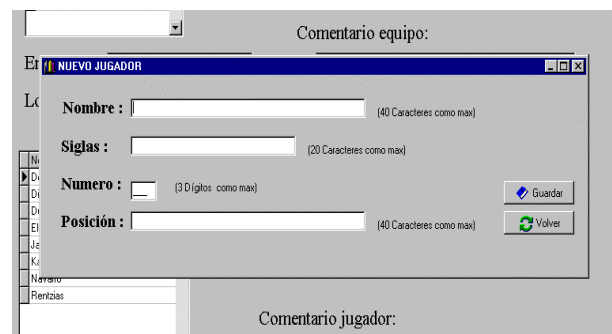 Comentario equipo:
NUEVO JUGADOR
Nombre :
(40 Caracteres como max)
Siglas :
(20 Caracteres como max)
Numero :
(3 Dígitos como max)
Guardar
Posición :
(40 Caracteres como max)
Volver
Navarro
Rentzias
Comentario jugador: